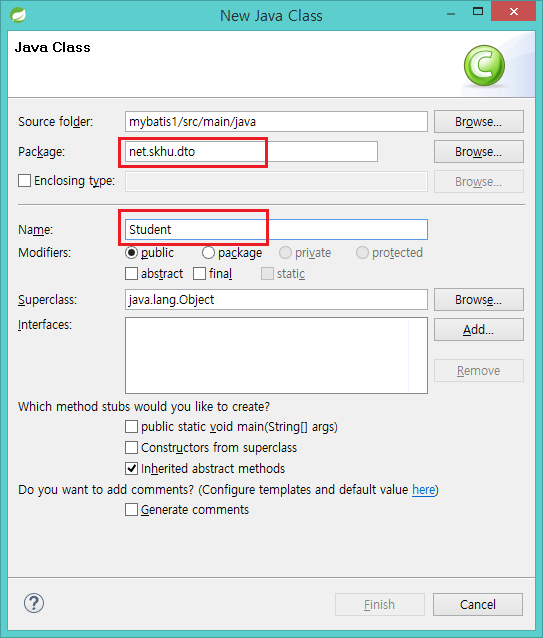 New Java Class
Java Class
Source folder: mybatis1/src/main/java Browse...
Package: net.skhu.dto Browse...
Enclosing type: Browse...
Name: Student
Modifiers: public package private protected
abstract final static
Superclass: java.lang.Object Browse...
Interfaces: Add...
Remove
Which method stubs would you like to create?
public static void main(String[] args)
Constructors from superclass
Inherited abstract methods
Do you want to add comments? (Configure templates and default value here)
Generate comments
? Finish Cancel